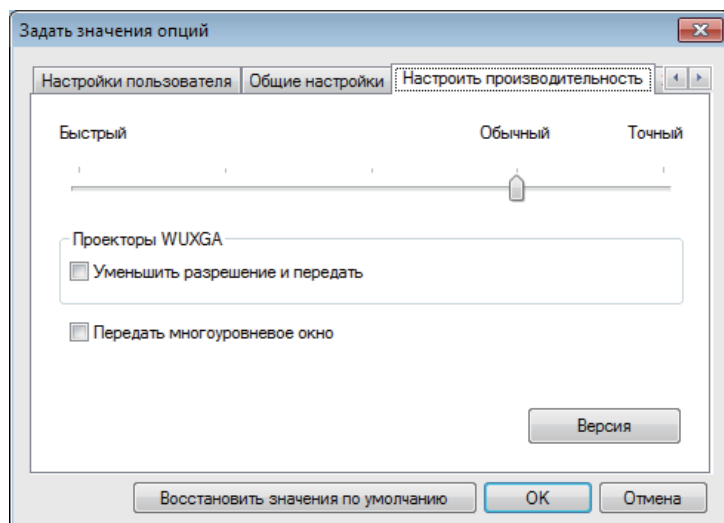 Задать значения опций
Настройки пользователя Общие настройки Настроить производительность
Быстрый Обычный Точный
Проекторы WUXGA
Уменьшить разрешение и передать
Передать многоуровневое окно
Версия
Восстановить значения по умолчанию OK Отмена